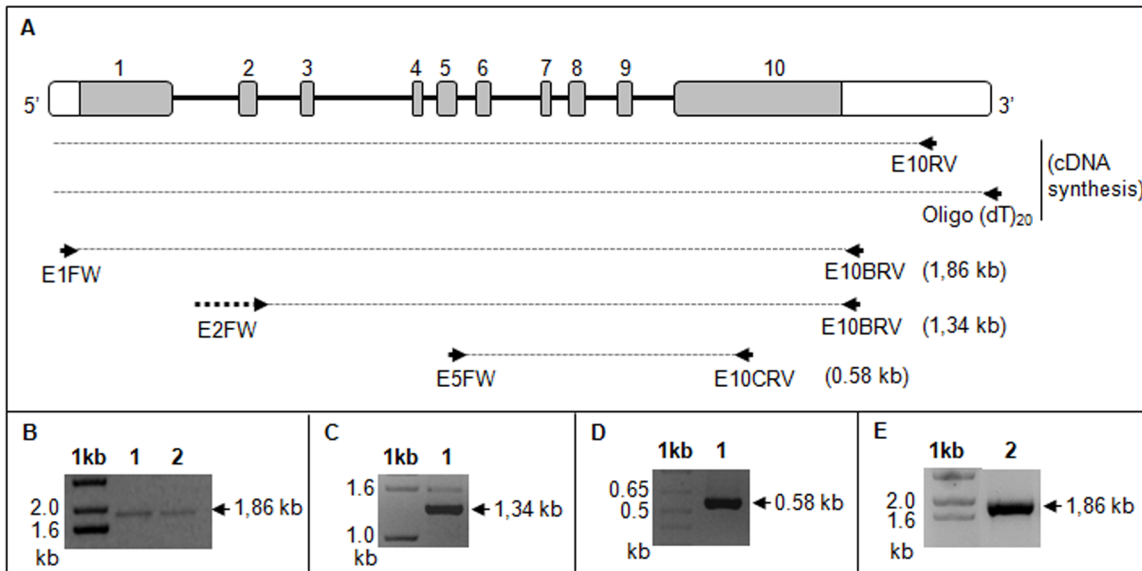 A
1 2 3 4 5 6 7 8 9 10
5' 3'
E10RV
(cDNA
synthesis)
Oligo (dT)20
E1FW E10BRV (1,86 kb)
E2FW E10BRV (1,34 kb)
E5FW E10CRV (0.58 kb)
B
1kb 1 2
2.0
1.6
kb
1,86 kb
C
1kb 1
1.6
1.0
kb
1,34 kb
D
1kb 1
0.65
0.5
kb
0.58 kb
E
1kb 2
2.0
1.6
kb
1,86 kb